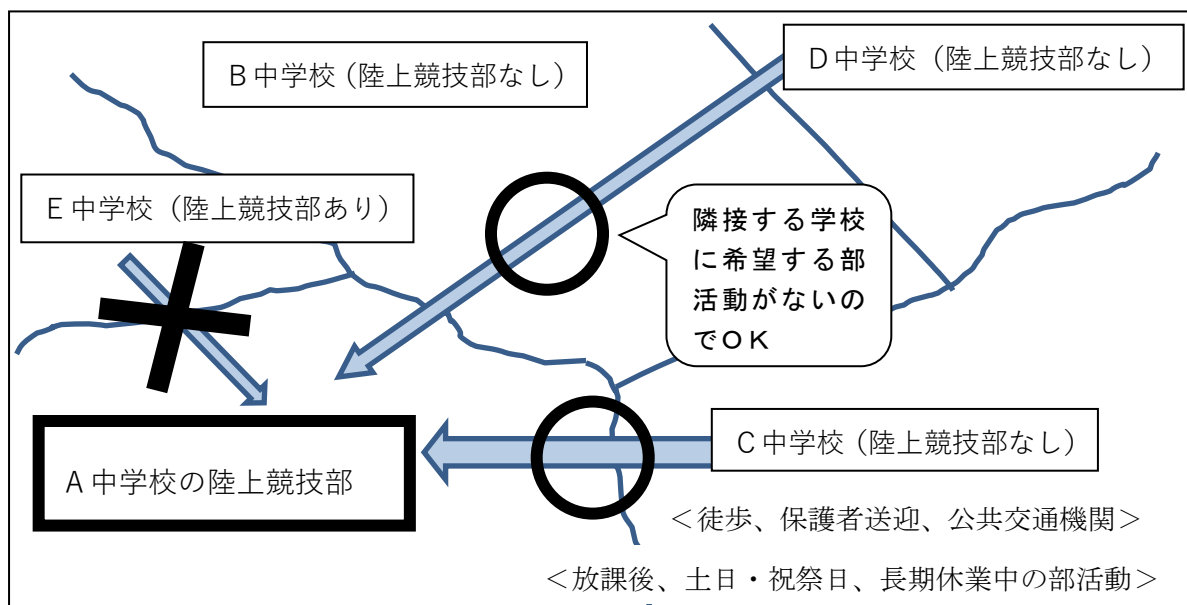 B中学校（陸上競技部なし）
D中学校（陸上競技部なし）
E中学校（陸上競技部あり）
隣接する学校
に希望する部
活動がないの
でＯＫ
A中学校の陸上競技部
C中学校（陸上競技部なし）
＜徒歩、保護者送迎、公共交通機関＞
＜放課後、土日・祝祭日、長期休業中の部活動＞